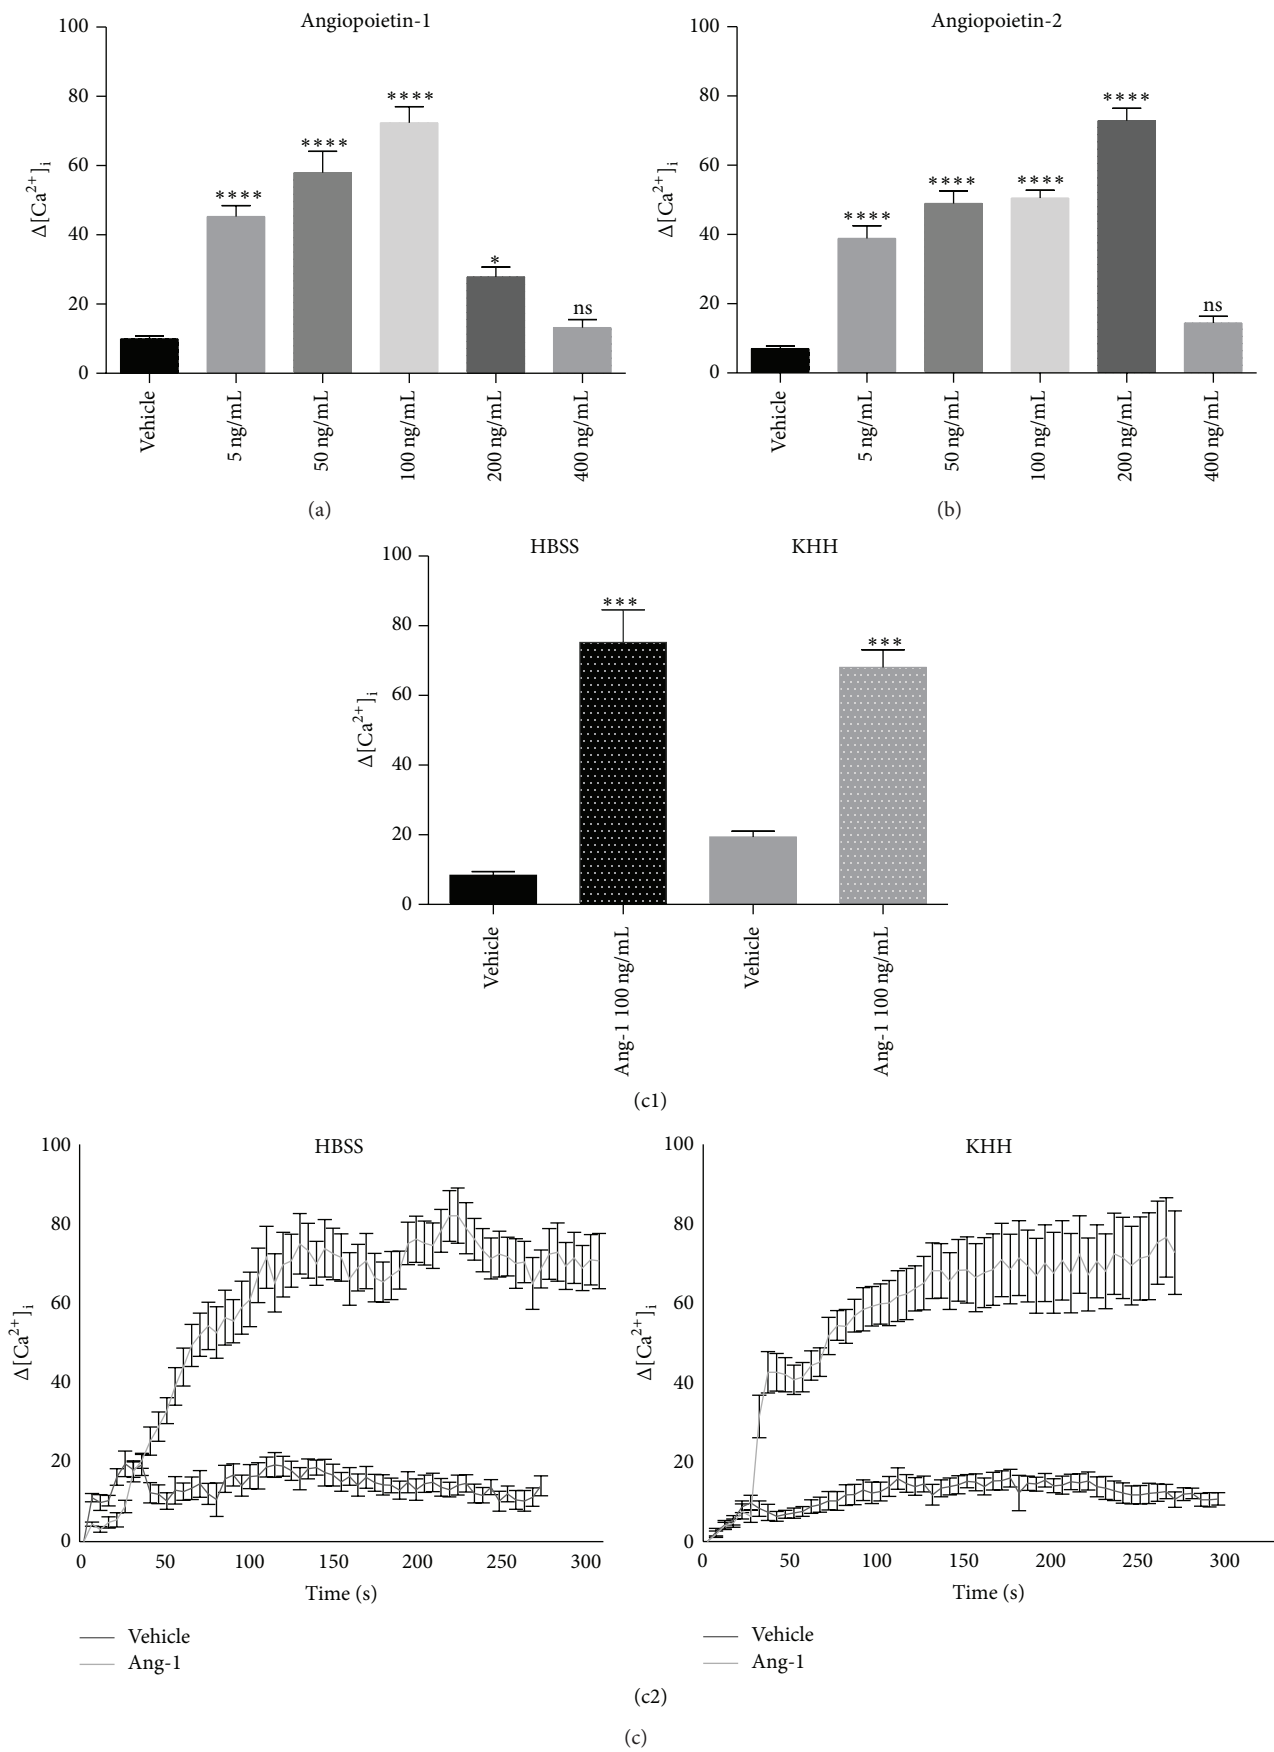 Angiopoietin-1
Δ[Ca²⁺]ᵢ
100
80
60
40
20
0
****
****
****
*
ns
Vehicle
5 ng/mL
50 ng/mL
100 ng/mL
200 ng/mL
400 ng/mL
(a)
Angiopoietin-2
Δ[Ca²⁺]ᵢ
100
80
60
40
20
0
****
****
****
****
ns
Vehicle
5 ng/mL
50 ng/mL
100 ng/mL
200 ng/mL
400 ng/mL
(b)
HBSS KHH
Δ[Ca²⁺]ᵢ
100
80
60
40
20
0
***
***
Vehicle
Ang-1 100 ng/mL
Vehicle
Ang-1 100 ng/mL
(c1)
HBSS
Δ[Ca²⁺]ᵢ
100
80
60
40
20
0
0 50 100 150 200 250 300
Time (s)
Vehicle
Ang-1
KHH
Δ[Ca²⁺]ᵢ
100
80
60
40
20
0
0 50 100 150 200 250 300
Time (s)
Vehicle
Ang-1
(c2)
(c)